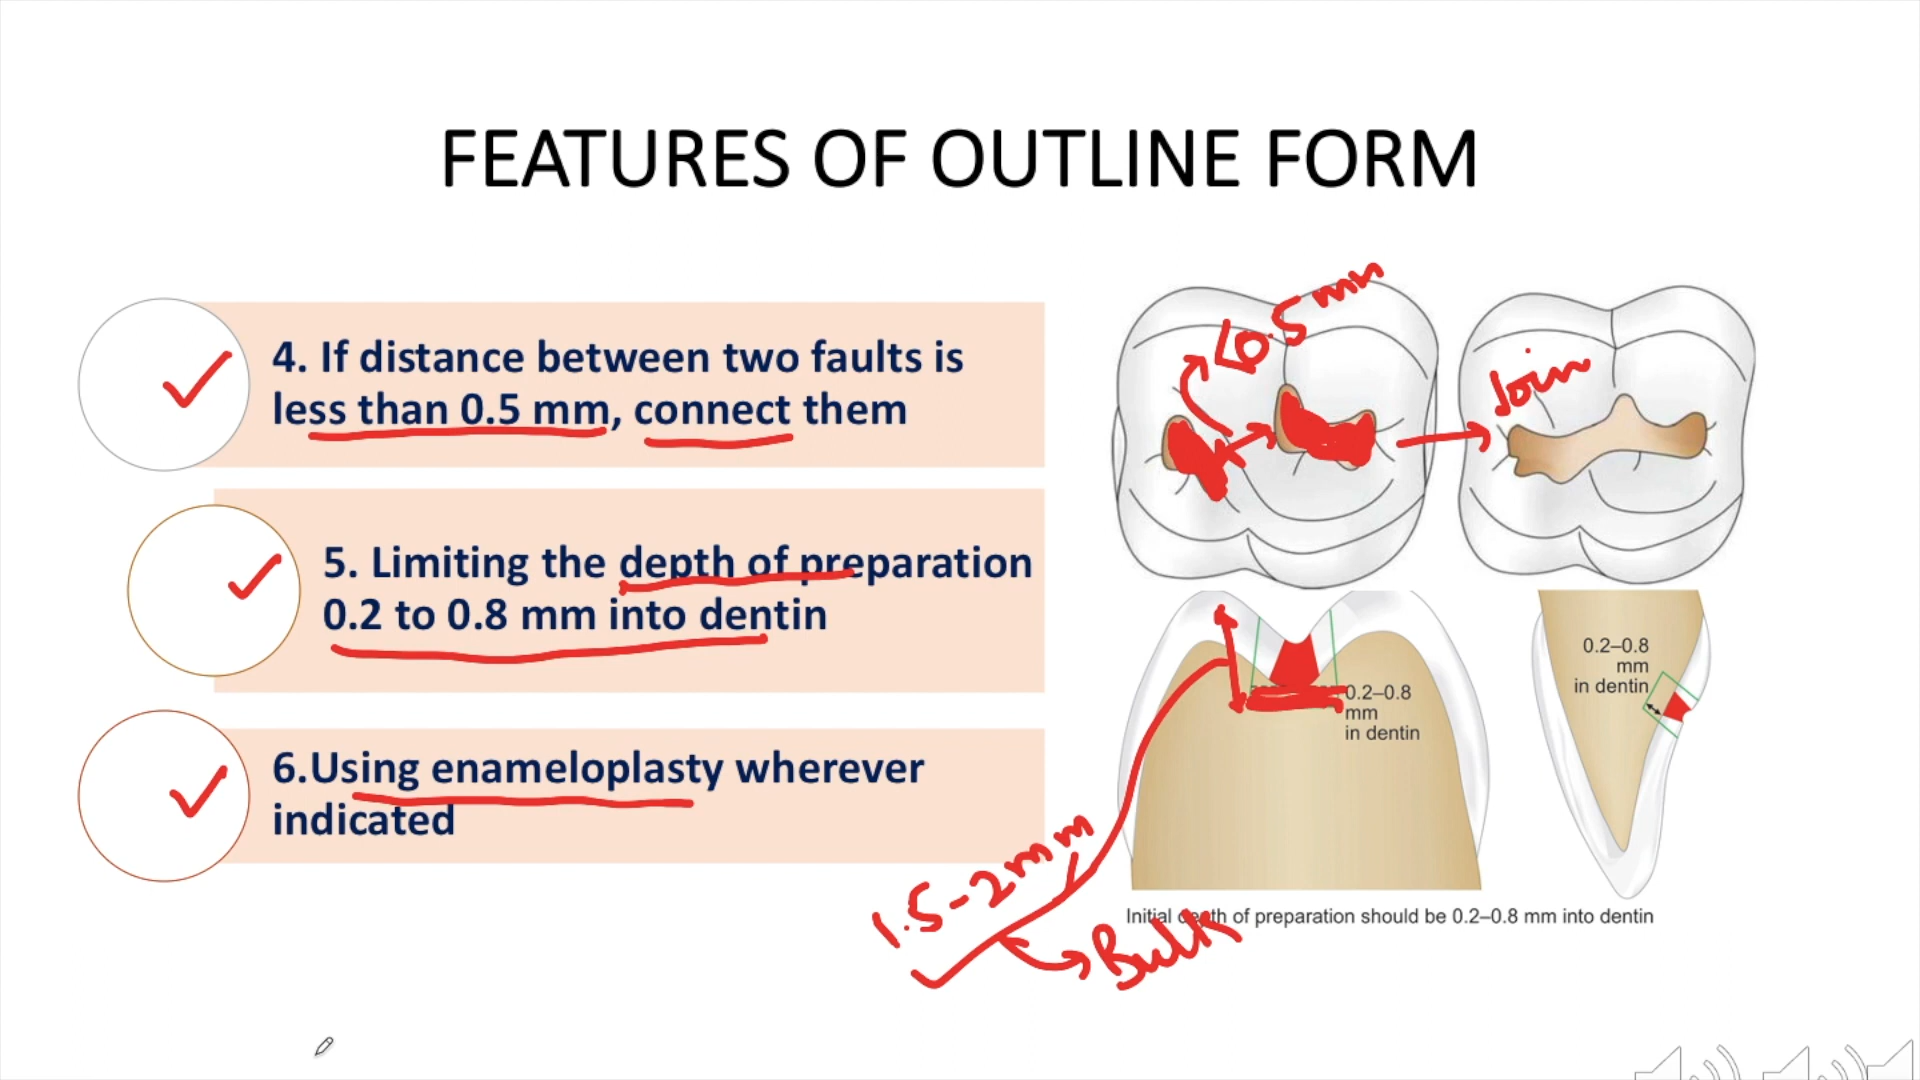 FEATURES OF OUTLINE FORM
4. If distance between two faults is
less than 0.5 mm, connect them
5. Limiting the depth of preparation
0.2 to 0.8 mm into dentin
6.Using enameloplasty wherever
indicated
<0.5 mm
Join
0.2–0.8
mm
in dentin
0.2–0.8
mm
in dentin
1.5-2mm
Bulk
Initial depth of preparation should be 0.2–0.8 mm into dentin